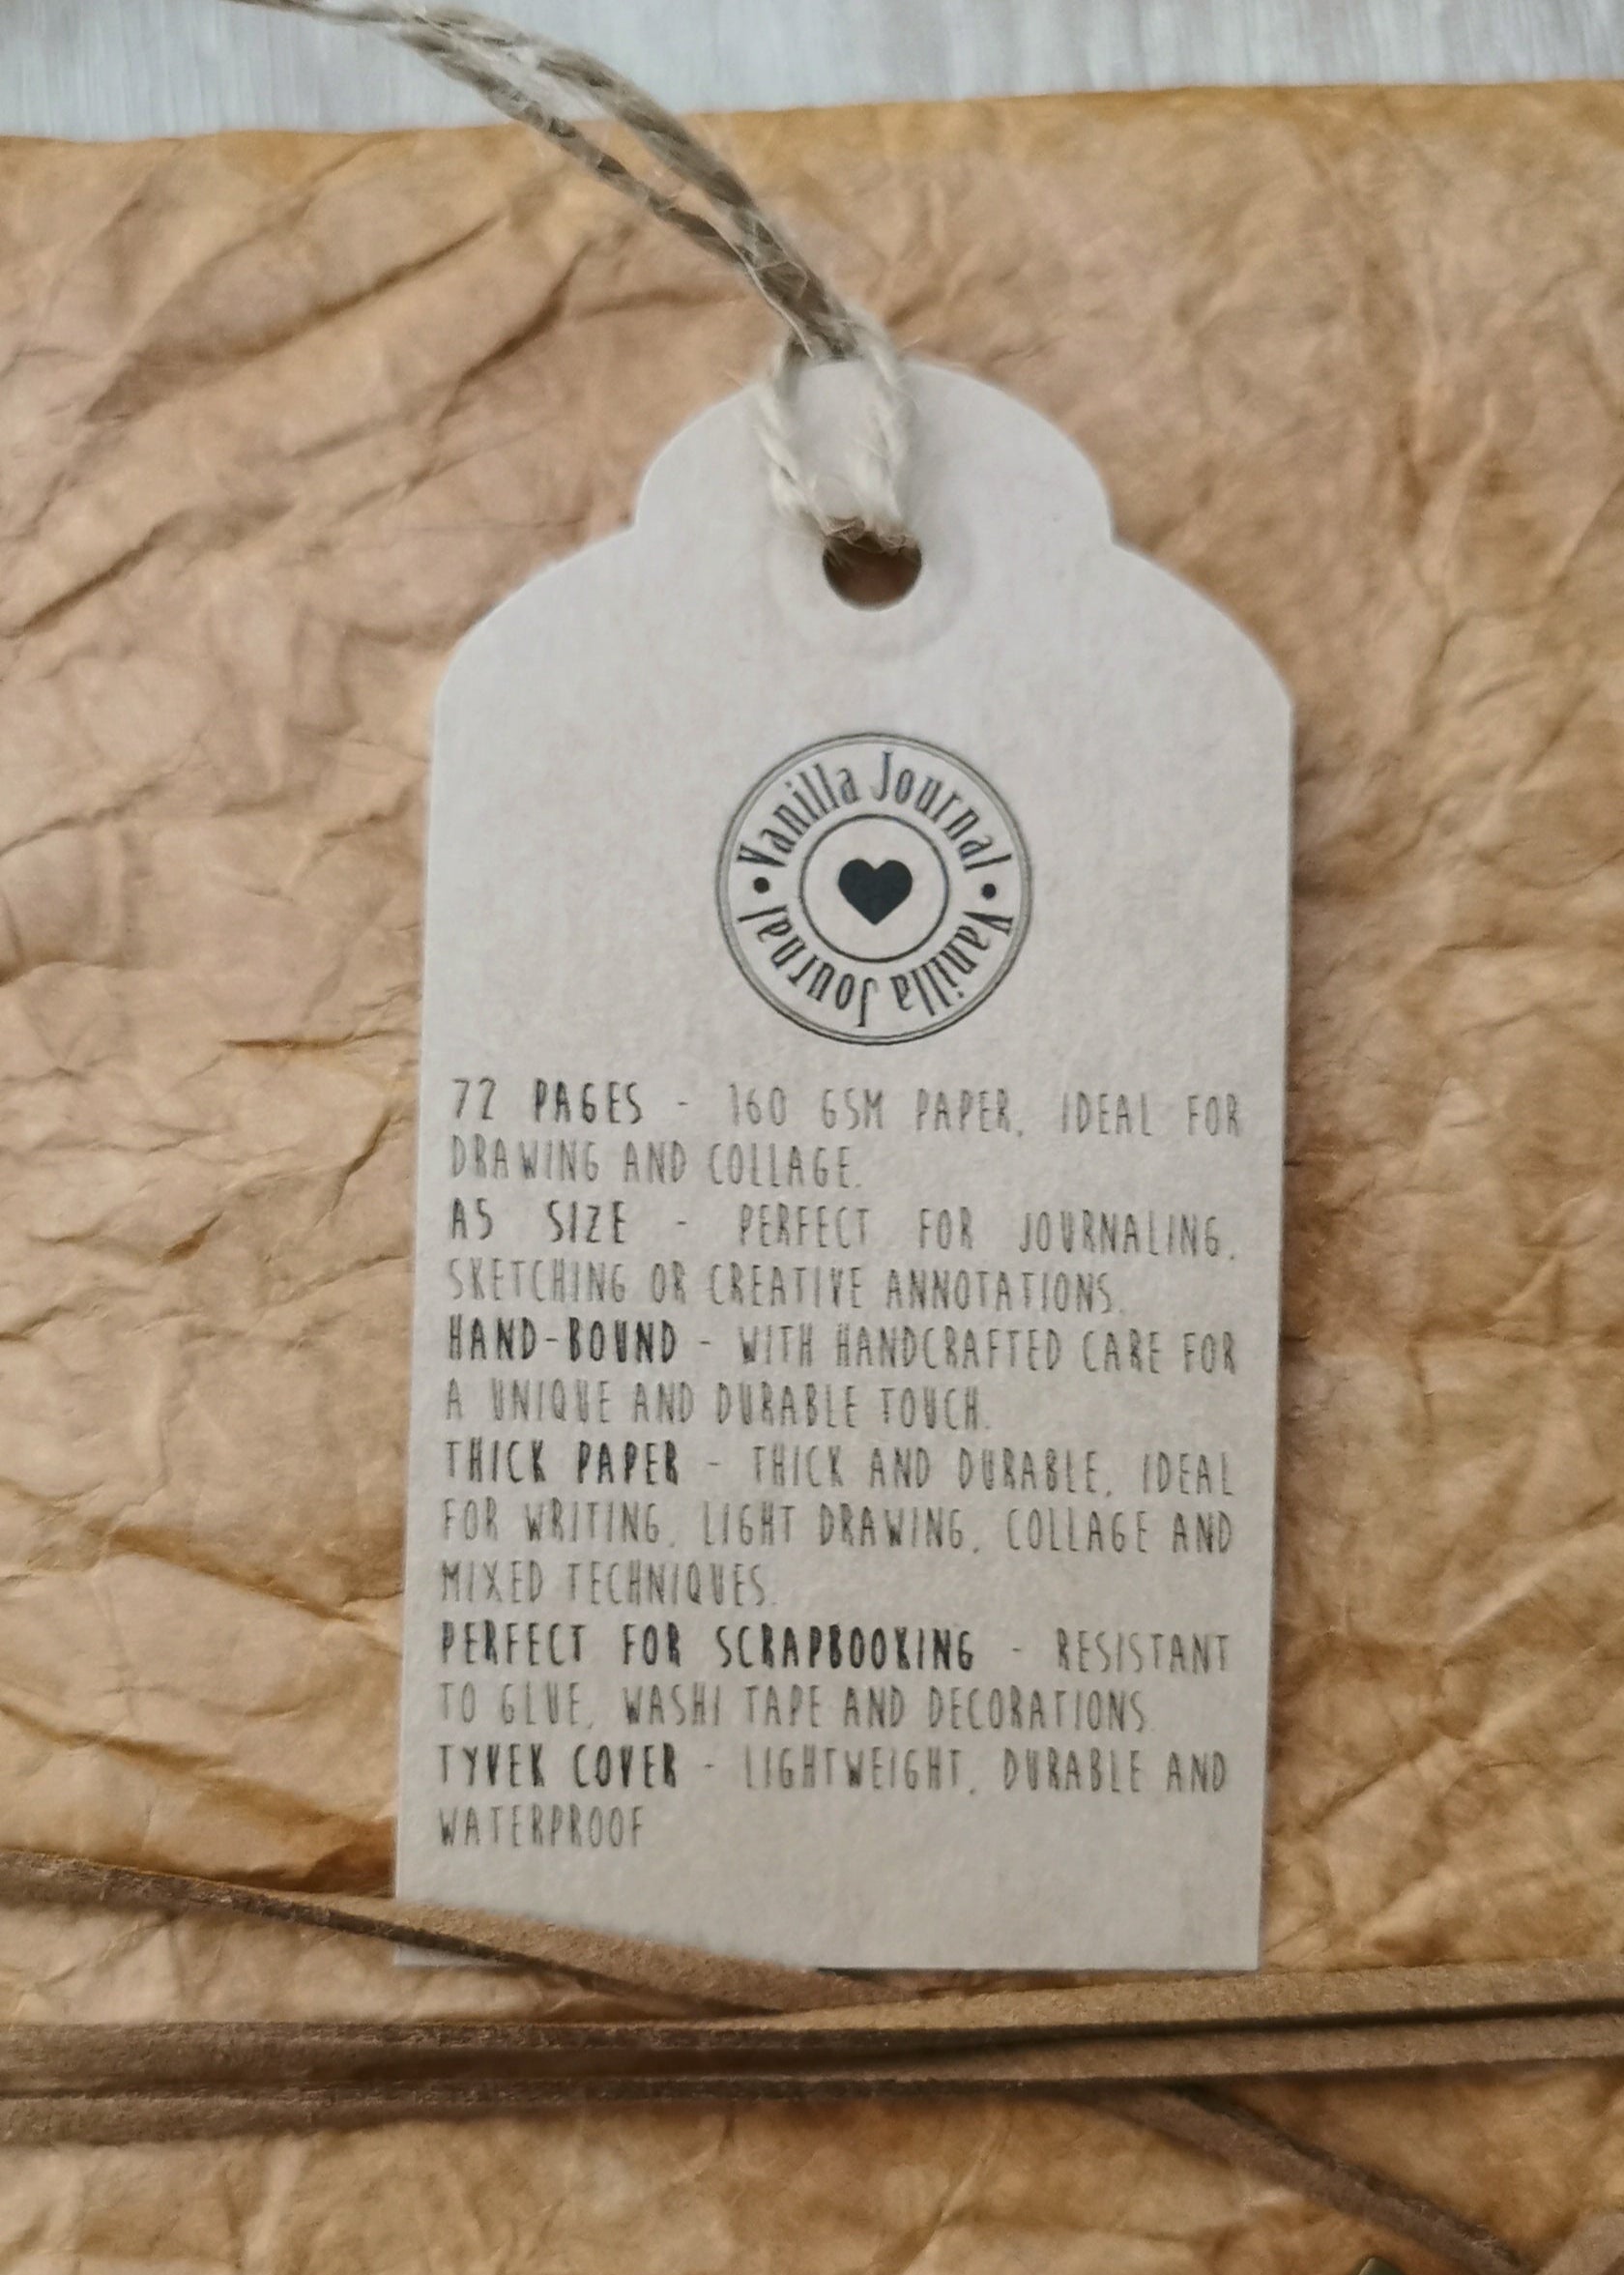 Vanilla Journal
Vanilla Journal
72 PAGES - 160 GSM PAPER, IDEAL FOR
DRAWING AND COLLAGE.
A5 SIZE - PERFECT FOR JOURNALING,
SKETCHING OR CREATIVE ANNOTATIONS.
HAND-BOUND - WITH HANDCRAFTED CARE FOR
A UNIQUE AND DURABLE TOUCH.
THICK PAPER - THICK AND DURABLE, IDEAL
FOR WRITING, LIGHT DRAWING, COLLAGE AND
MIXED TECHNIQUES.
PERFECT FOR SCRAPBOOKING - RESISTANT
TO GLUE, WASHI TAPE AND DECORATIONS
TYVEK COVER - LIGHTWEIGHT, DURABLE AND
WATERPROOF